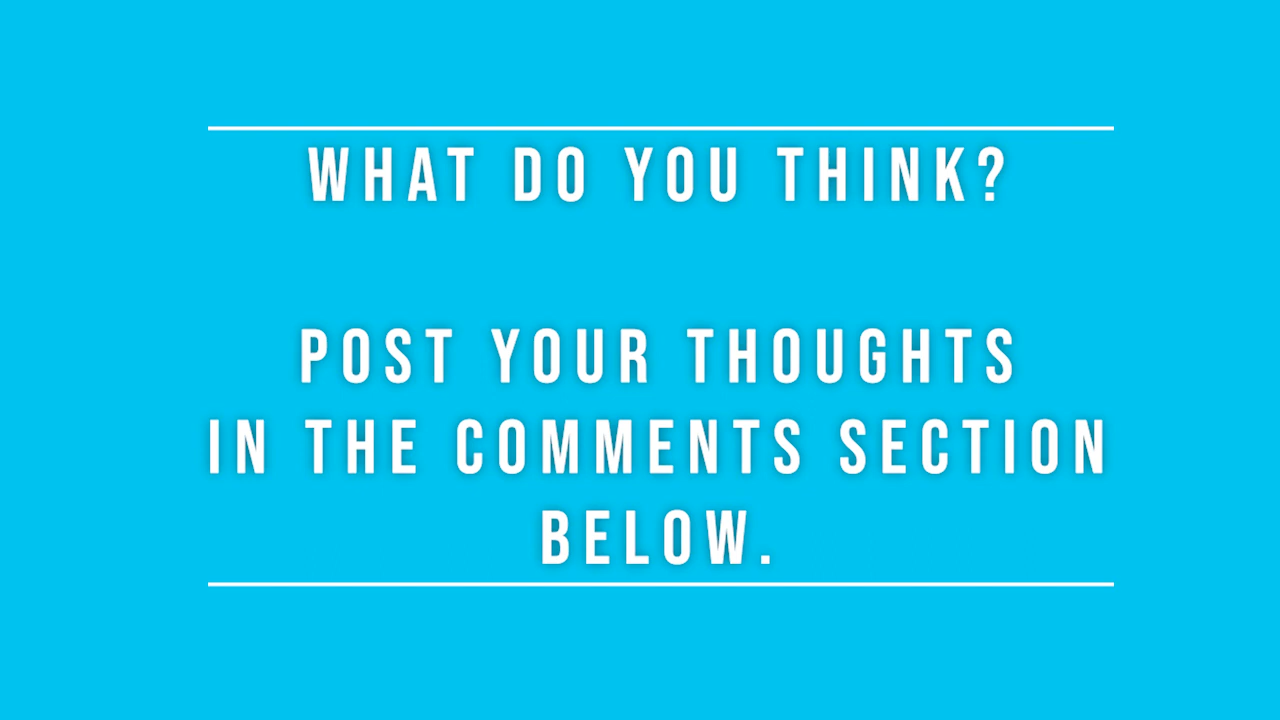 WHAT DO YOU THINK?
POST YOUR THOUGHTS
IN THE COMMENTS SECTION
BELOW.